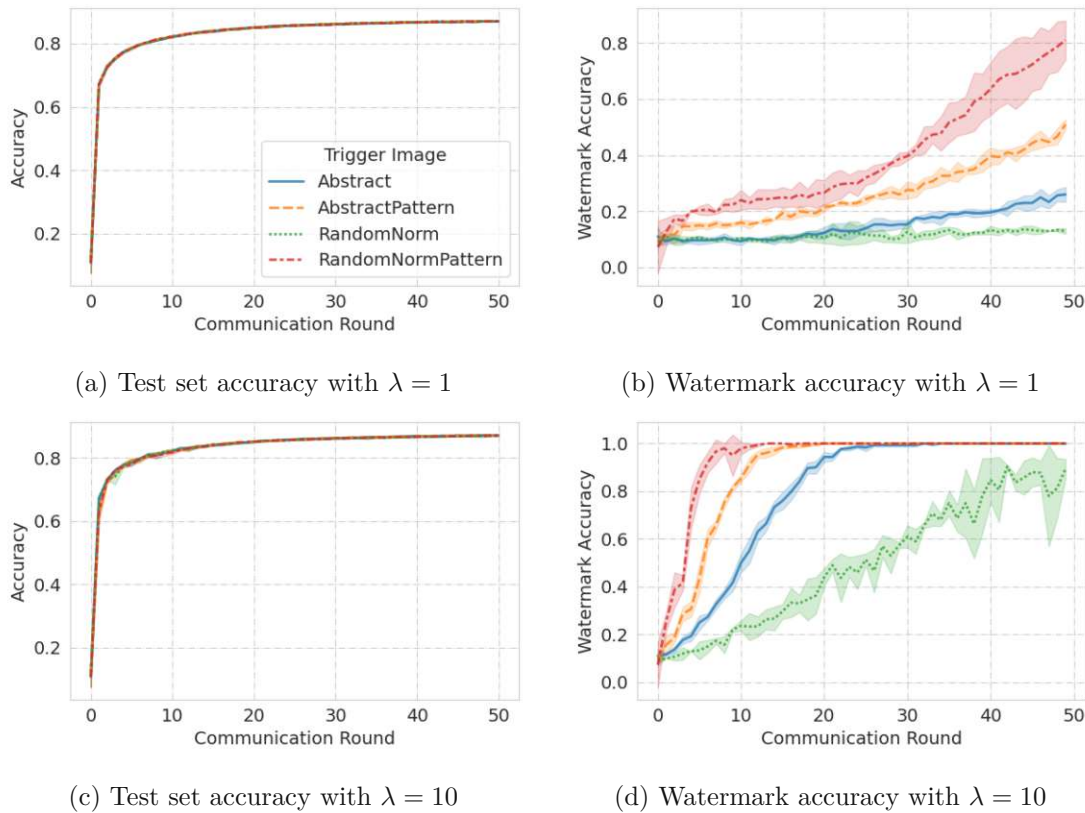 0.8
0.6
0.4
0.2
Accuracy
Trigger Image
Abstract
AbstractPattern
RandomNorm
RandomNormPattern
0 10 20 30 40 50
Communication Round
(a) Test set accuracy with λ = 1
0.8
0.6
0.4
0.2
0.0
Watermark Accuracy
0 10 20 30 40 50
Communication Round
(b) Watermark accuracy with λ = 1
0.8
0.6
0.4
0.2
Accuracy
0 10 20 30 40 50
Communication Round
(c) Test set accuracy with λ = 10
1.0
0.8
0.6
0.4
0.2
0.0
Watermark Accuracy
0 10 20 30 40 50
Communication Round
(d) Watermark accuracy with λ = 10